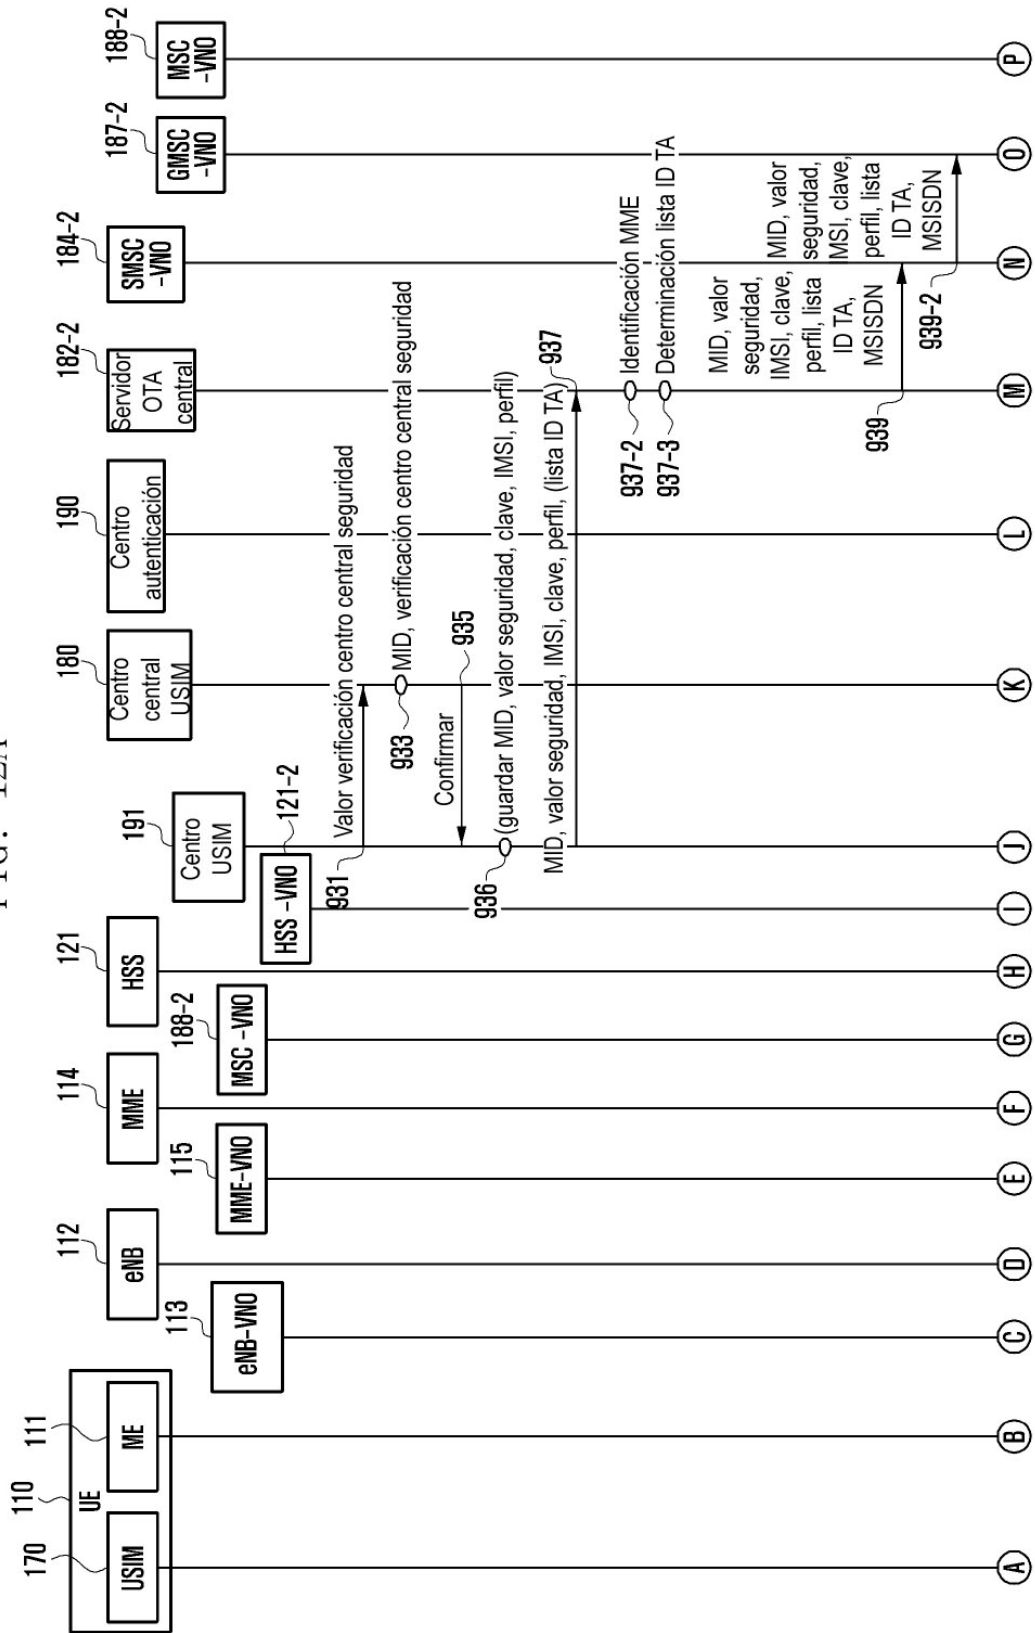 FIG. 12A
110
UE
170
USIM
111
ME
113
eNB-VNO
112
eNB
115
MME-VNO
114
MME
188-2
MSC -VNO
121
HSS
121-2
HSS -VNO
191
Centro
USIM
180
Centro
central
USIM
190
Centro
autenticación
182-2
Servidor
OTA
central
184-2
SMSC
-VNO
187-2
GMSC
-VNO
188-2
MSC
-VNO
931
Valor verificación centro central seguridad
933
MID, verificación centro central seguridad
Confirmar
935
936
(guardar MID, valor seguridad, clave, IMSI, perfil)
MID, valor seguridad, IMSI, clave, perfil, (lista ID TA)
937
937-2
Identificación MME
937-3
Determinación lista ID TA
MID, valor
seguridad,
IMSI, clave,
perfil, lista
ID TA,
MSISDN
939
MID, valor
seguridad,
MSI, clave,
perfil, lista
ID TA,
MSISDN
939-2
A
B
C
D
E
F
G
H
I
J
K
L
M
N
O
P